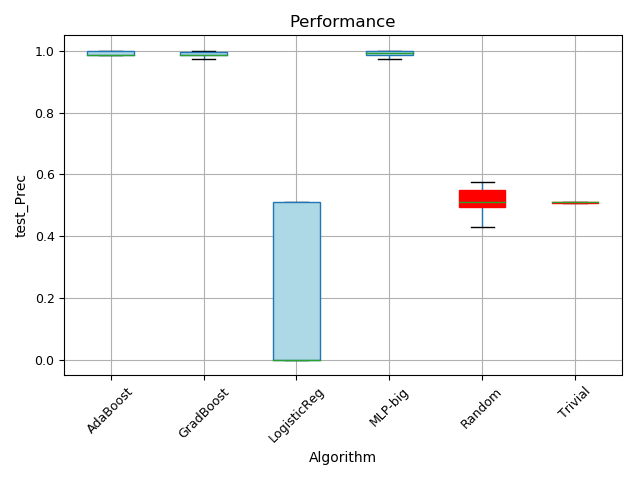 Performance
1.0
0.8
0.6
0.4
0.2
0.0
test_Prec
AdaBoost
GradBoost
LogisticReg
MLP-big
Random
Trivial
Algorithm